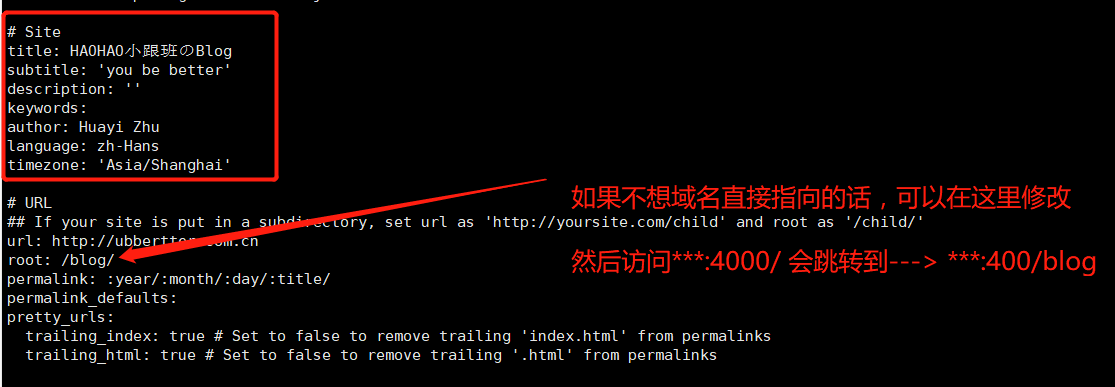 # Site
title: HAOHAO小跟班のBlog
subtitle: 'you be better'
description: ''
keywords:
author: Huayi Zhu
language: zh-Hans
timezone: 'Asia/Shanghai'
# URL
## If your site is put in a subdirectory, set url as 'http://yoursite.com/child' and root as '/child/'
url:
root: /blog/
permalink: :year/:month/:day/:title/
permalink_defaults:
pretty_urls:
trailing_index: true # Set to false to remove trailing 'index.html' from permalinks
trailing_html: true # Set to false to remove trailing '.html' from permalinks
如果不想域名直接指向的话，可以在这里修改
然后访问***:4000/ 会跳转到---> ***:400/blog